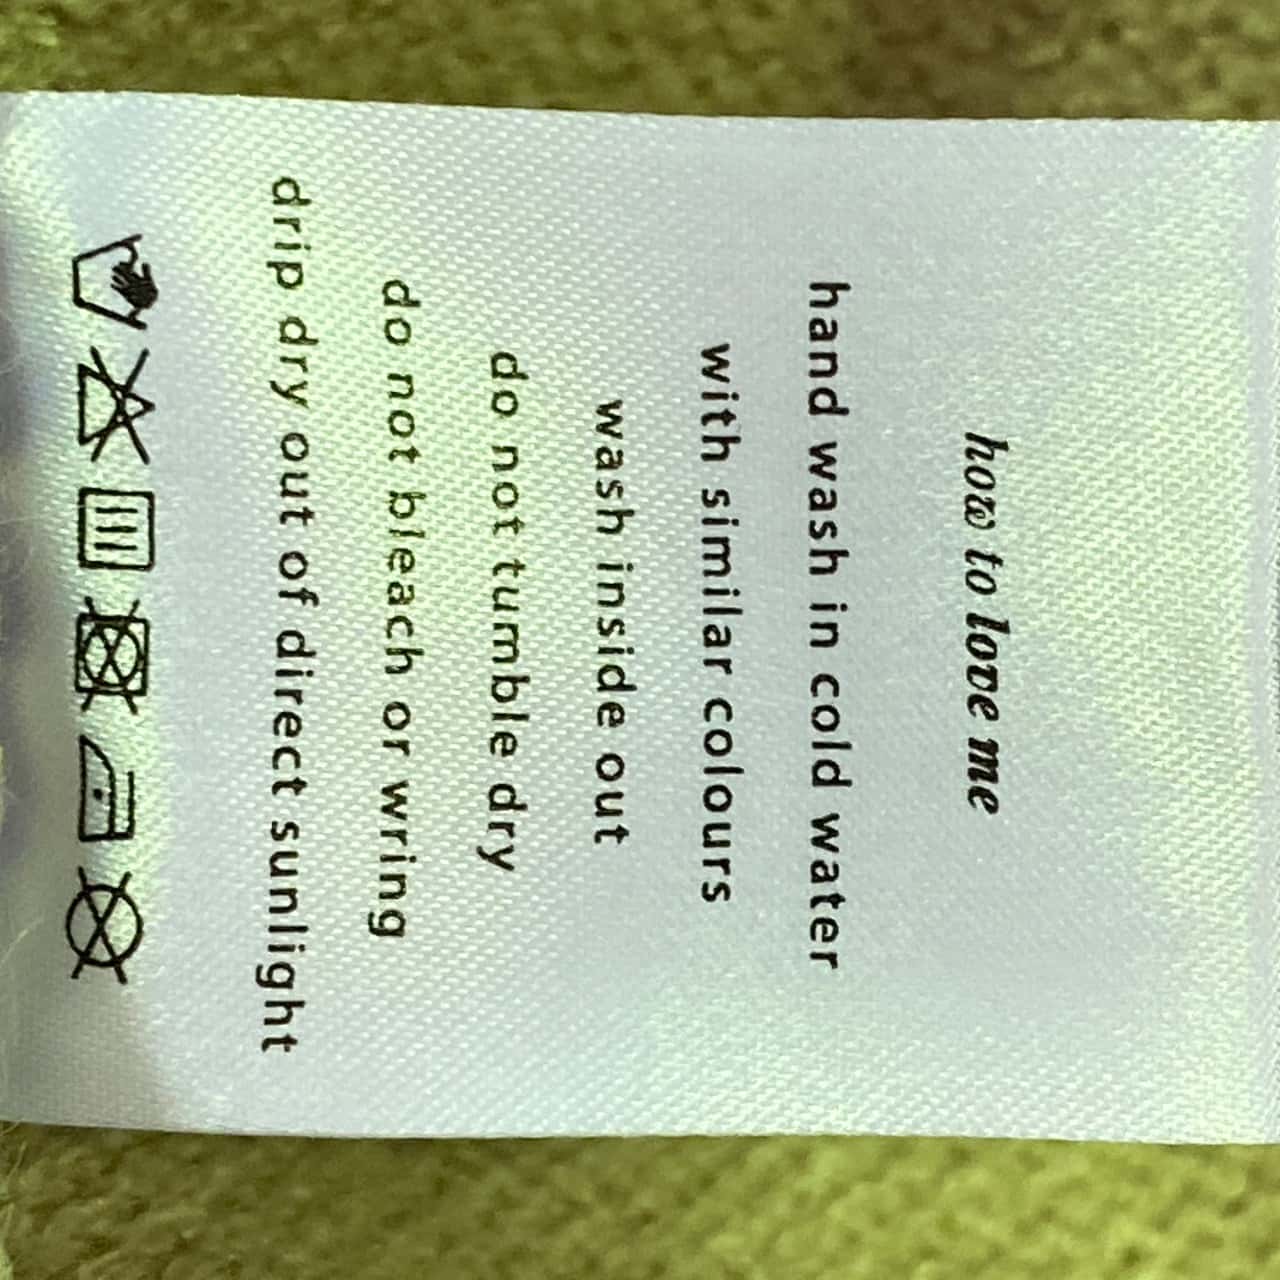 how to love me
hand wash in cold water
with similar colours
wash inside out
do not tumble dry
do not bleach or wring
drip dry out of direct sunlight